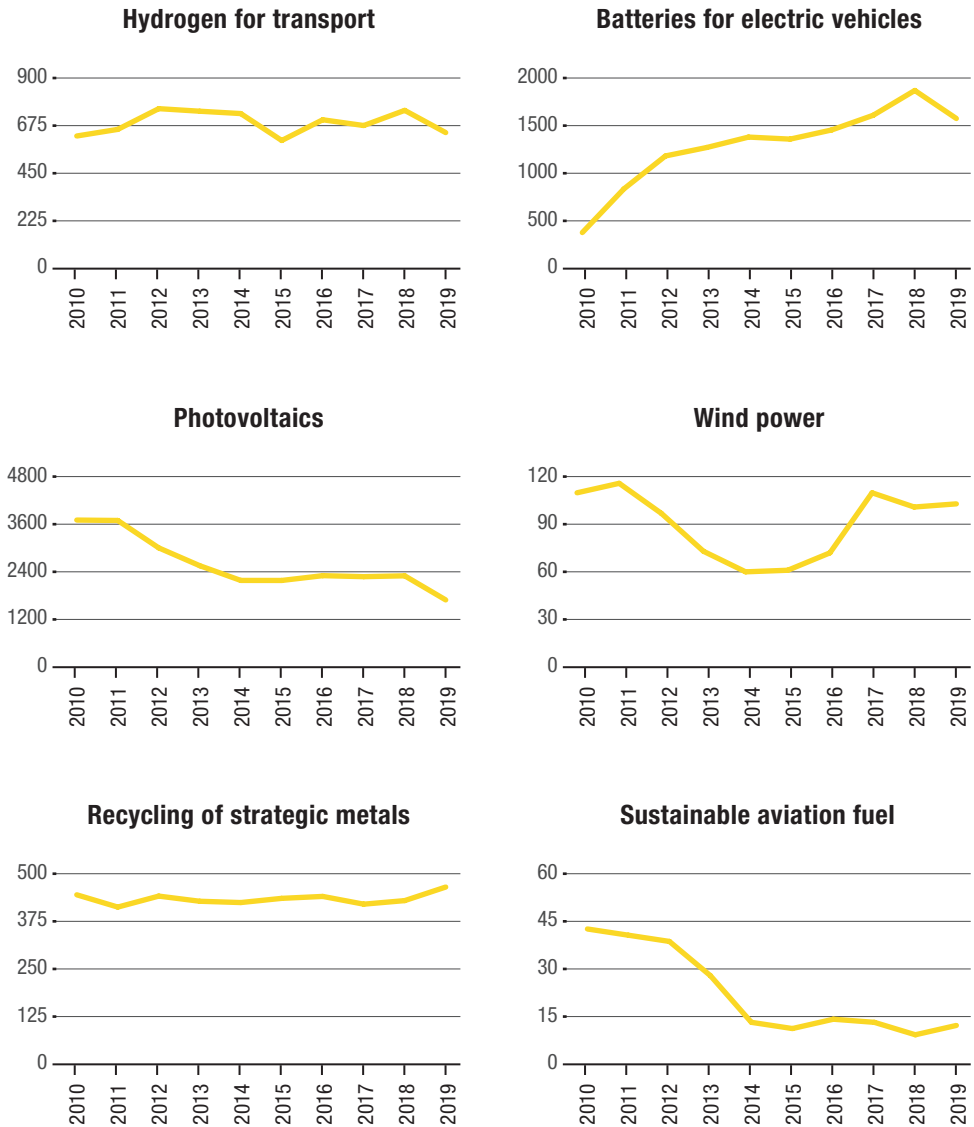 Hydrogen for transport
900
675
450
225
0
2010 2011 2012 2013 2014 2015 2016 2017 2018 2019
Batteries for electric vehicles
2000
1500
1000
500
0
2010 2011 2012 2013 2014 2015 2016 2017 2018 2019
Photovoltaics
4800
3600
2400
1200
0
2010 2011 2012 2013 2014 2015 2016 2017 2018 2019
Wind power
120
90
60
30
0
2010 2011 2012 2013 2014 2015 2016 2017 2018 2019
Recycling of strategic metals
500
375
250
125
0
2010 2011 2012 2013 2014 2015 2016 2017 2018 2019
Sustainable aviation fuel
60
45
30
15
0
2010 2011 2012 2013 2014 2015 2016 2017 2018 2019